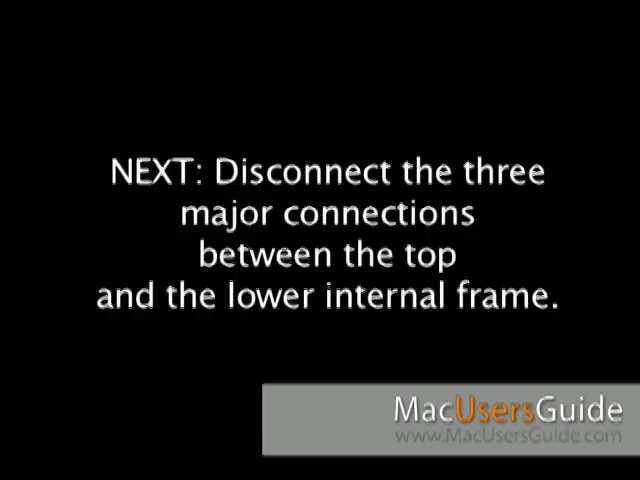 NEXT: Disconnect the three
major connections
between the top
and the lower internal frame.
MacUsersGuide
www.MacUsersGuide.com